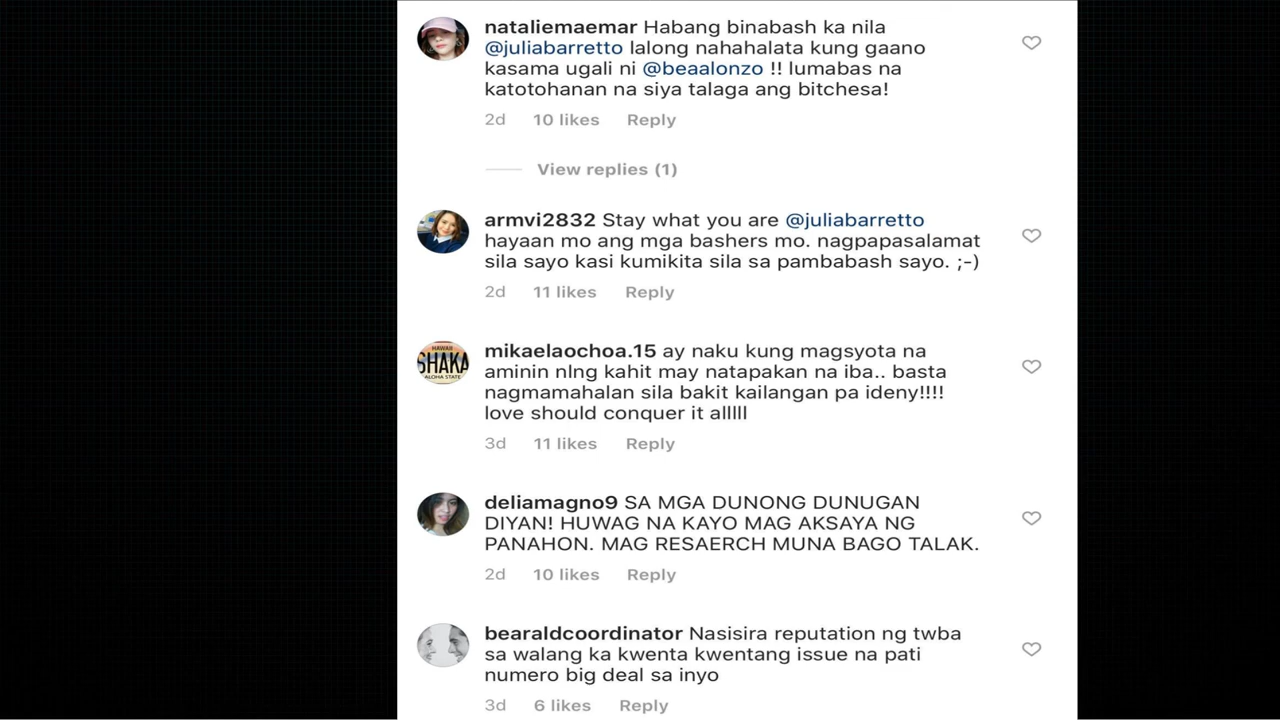 nataliemaemar Habang binabash ka nila
@juliabarretto lalong nahahalata kung gaano
kasama ugali ni @beaalonzo !! lumabas na
katotohanan na siya talaga ang bitchesa!
2d 10 likes Reply
View replies (1)
armvi2832 Stay what you are @juliabarretto
hayaan mo ang mga bashers mo. nagpapasalamat
sila sayo kasi kumikita sila sa pambabash sayo. ;-)
2d 11 likes Reply
HAWAII
SHAKA
ALOHA STATE
mikaelaochoa.15 ay naku kung magsyota na
aminin nlng kahit may natapakan na iba.. basta
nagmamahalan sila bakit kailangan pa ideny!!!!
love should conquer it alllll
3d 11 likes Reply
deliamagno9 SA MGA DUNONG DUNUGAN
DIYAN! HUWAG NA KAYO MAG AKSAYA NG
PANAHON. MAG RESAERCH MUNA BAGO TALAK.
2d 10 likes Reply
bearaldcoordinator Nasisira reputation ng twba
sa walang ka kwenta kwentang issue na pati
numero big deal sa inyo
3d 6 likes Reply